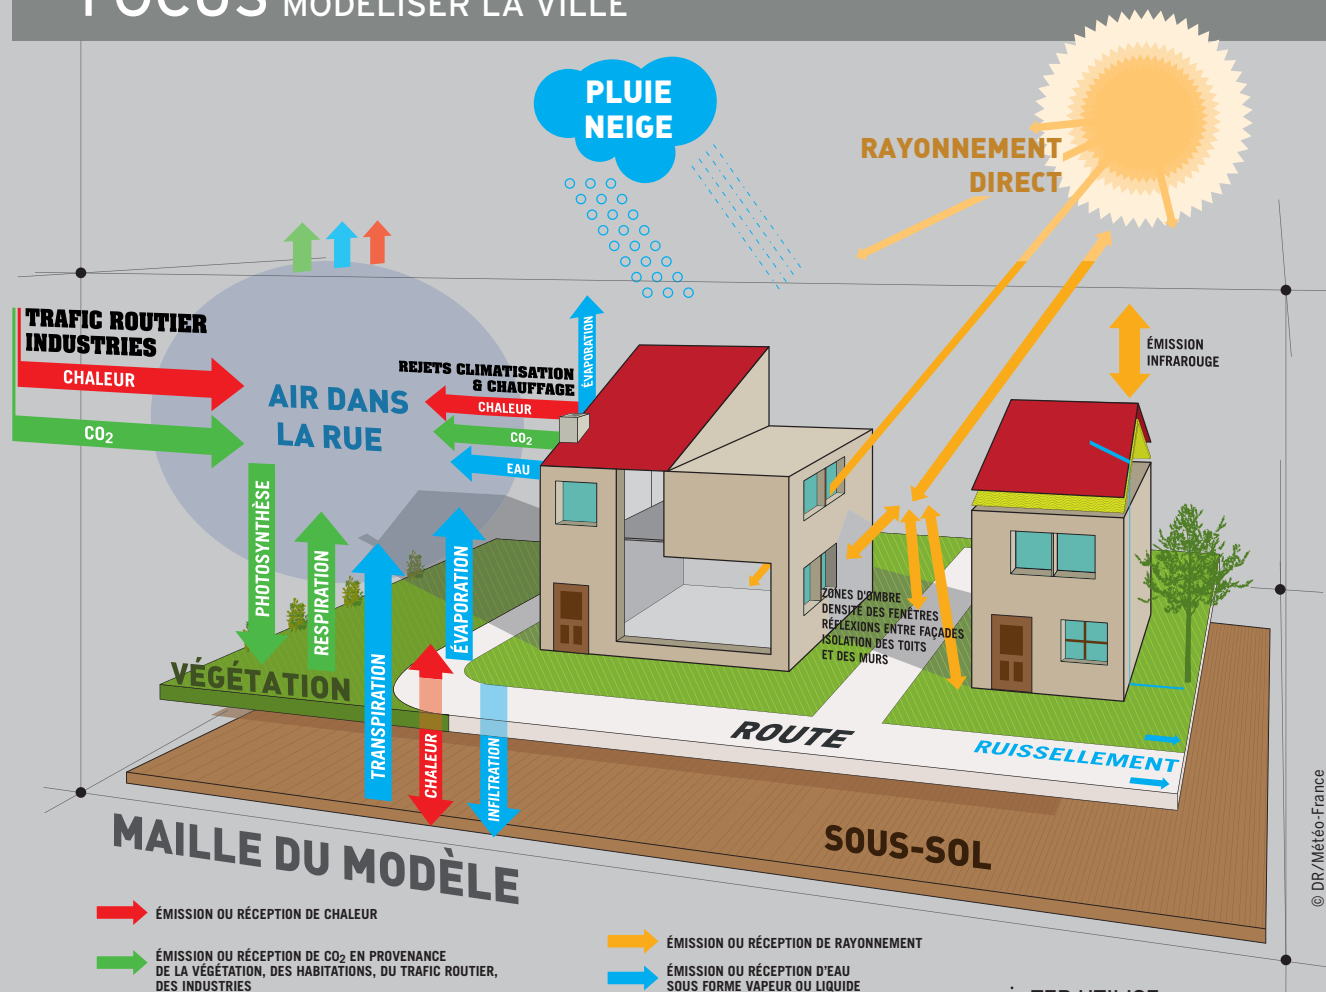 FOCUS MODÉLISER LA VILLE
PLUIE
NEIGE
RAYONNEMENT
DIRECT
TRAFIC ROUTIER
INDUSTRIES
CHALEUR
CO2
AIR DANS
LA RUE
REJETS CLIMATISATION
& CHAUFFAGE
CHALEUR
CO2
EAU
ÉVAPORATION
ÉMISSION
INFRAROUGE
PHOTOSYNTHÈSE
RESPIRATION
TRANSPIRATION
ÉVAPORATION
CHALEUR
INFILTRATION
VÉGÉTATION
ZONES D'OMBRE
DENSITÉ DES FENÊTRES
RÉFLEXIONS ENTRE FAÇADES
ISOLATION DES TOITS
ET DES MURS
ROUTE
RUISSELLEMENT
SOUS-SOL
MAILLE DU MODÈLE
© DR/Météo-France
ÉMISSION OU RÉCEPTION DE CHALEUR
ÉMISSION OU RÉCEPTION DE CO2 EN PROVENANCE
DE LA VÉGÉTATION, DES HABITATIONS, DU TRAFIC ROUTIER,
DES INDUSTRIES
ÉMISSION OU RÉCEPTION DE RAYONNEMENT
ÉMISSION OU RÉCEPTION D'EAU
SOUS FORME VAPEUR OU LIQUIDE